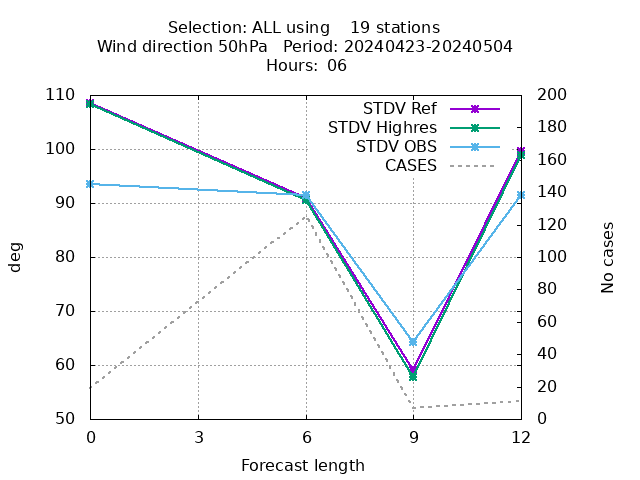 Selection: ALL using    19 stations
Wind direction 50hPa   Period: 20240423-20240504
Hours: 06
110
100
90
80
70
60
50
200
180
160
140
120
100
80
60
40
20
0
STDV Ref
STDV Highres
STDV OBS
CASES
deg
No cases
0 3 6 9 12
Forecast length